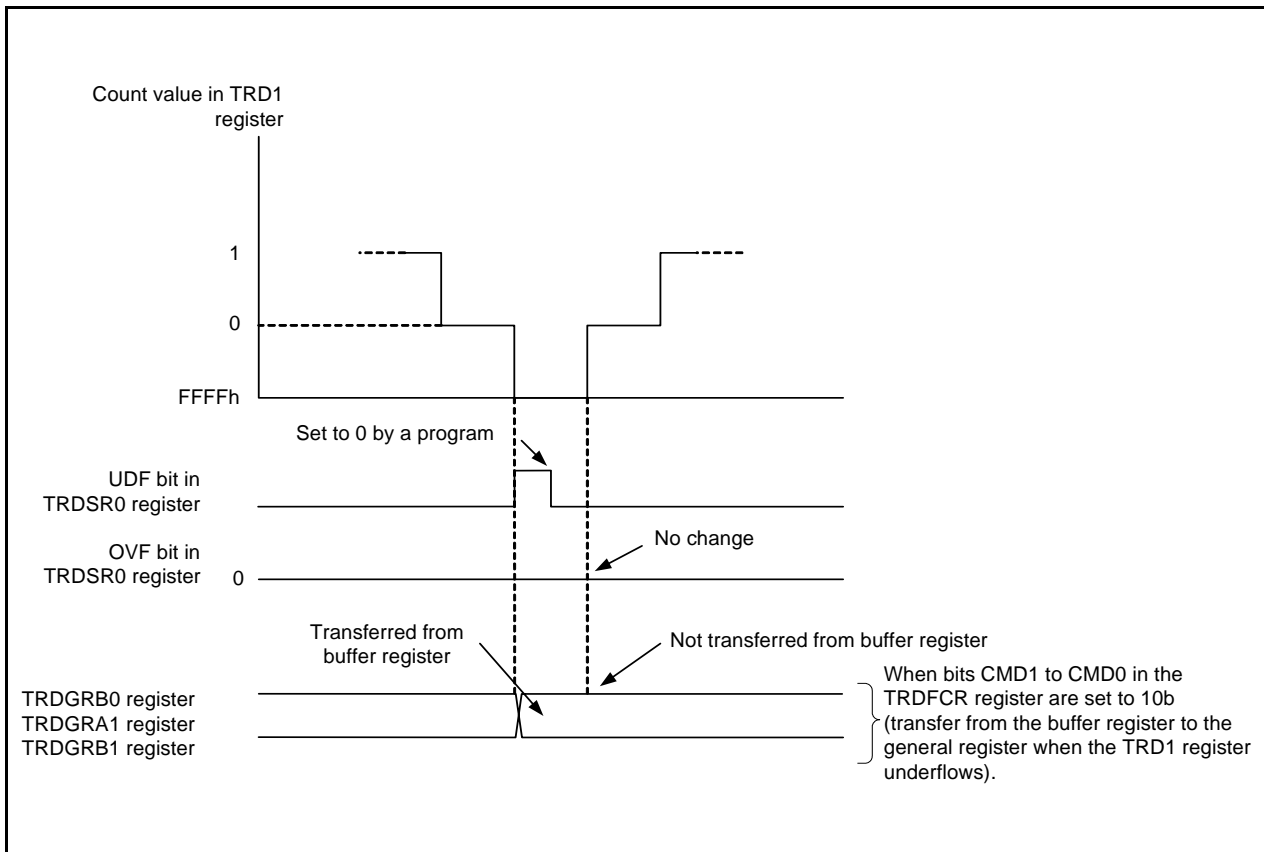 Count value in TRD1
register
1
0
FFFFh
Set to 0 by a program
UDF bit in
TRDSR0 register
No change
OVF bit in
TRDSR0 register
0
Transferred from
buffer register
Not transferred from buffer register
TRDGRB0 register
TRDGRA1 register
TRDGRB1 register
When bits CMD1 to CMD0 in the
TRDFCR register are set to 10b
(transfer from the buffer register to the
general register when the TRD1 register
underflows).